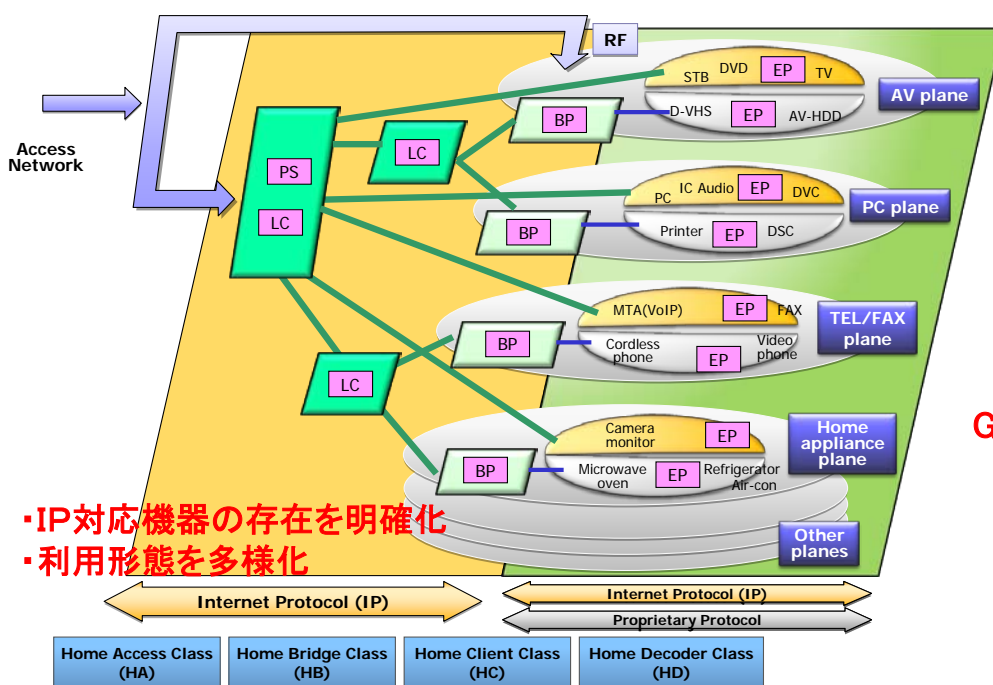 RF
Access
Network
STB
DVD
EP
TV
D-VHS
EP
AV-HDD
AV plane
BP
PS
LC
LC
PC
IC Audio
EP
DVC
Printer
EP
DSC
PC plane
BP
MTA(VoIP)
EP
FAX
Cordless
phone
EP
Video
phone
TEL/FAX
plane
BP
LC
Camera
monitor
EP
Microwave
oven
EP
Refrigerator
Air-con
Home
appliance
plane
BP
G
Other
planes
・IP対応機器の存在を明確化
・利用形態を多様化
Internet Protocol (IP)
Internet Protocol (IP)
Proprietary Protocol
Home Access Class
(HA)
Home Bridge Class
(HB)
Home Client Class
(HC)
Home Decoder Class
(HD)